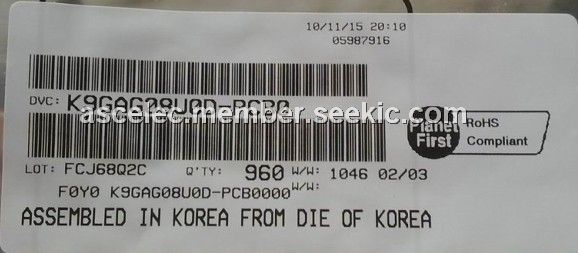 10/11/15 20:10
05987916
DVC: K9GAG08U0D-PCB0
ascelec.member.seekic.com
Planet First
RoHS Compliant
LOT: FCJ68Q2C Q'TY: 960 W/W: 1046 02/03
F0Y0 K9GAG08U0D-PCB0000 W/W:
ASSEMBLED IN KOREA FROM DIE OF KOREA